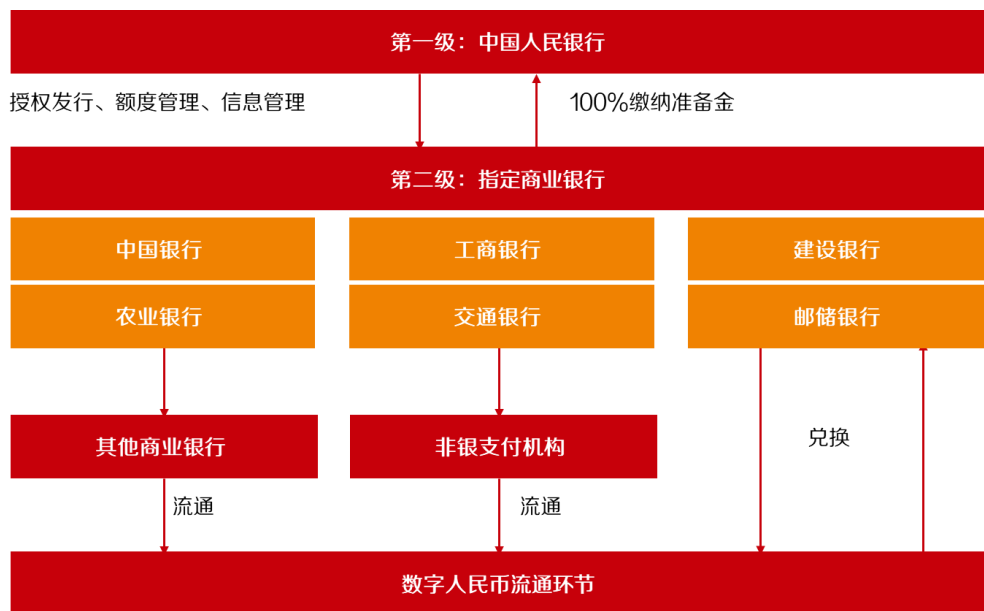 第一级：中国人民银行
授权发行、额度管理、信息管理
100%缴纳准备金
第二级：指定商业银行
中国银行
工商银行
建设银行
农业银行
交通银行
邮储银行
其他商业银行
非银支付机构
兑换
流通
流通
数字人民币流通环节